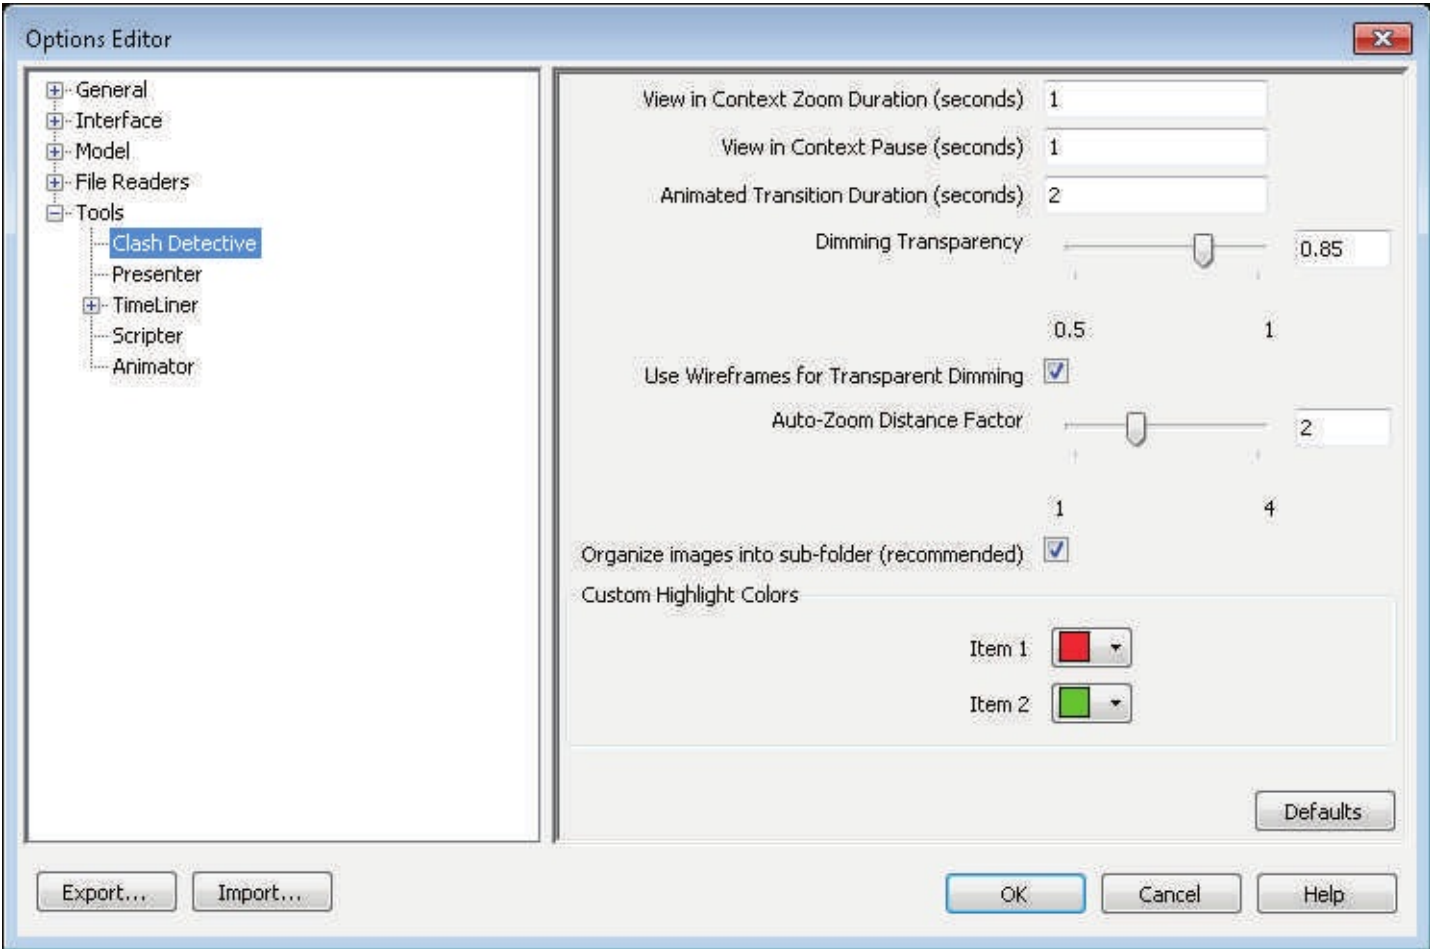 Options Editor
General
Interface
Model
File Readers
Tools
Clash Detective
Presenter
TimeLiner
Scripter
Animator
View in Context Zoom Duration (seconds) 1
View in Context Pause (seconds) 1
Animated Transition Duration (seconds) 2
Dimming Transparency 0.85
0.5 1
Use Wireframes for Transparent Dimming
Auto-Zoom Distance Factor 2
1 4
Organize images into sub-folder (recommended)
Custom Highlight Colors
Item 1
Item 2
Defaults
Export... Import... OK Cancel Help